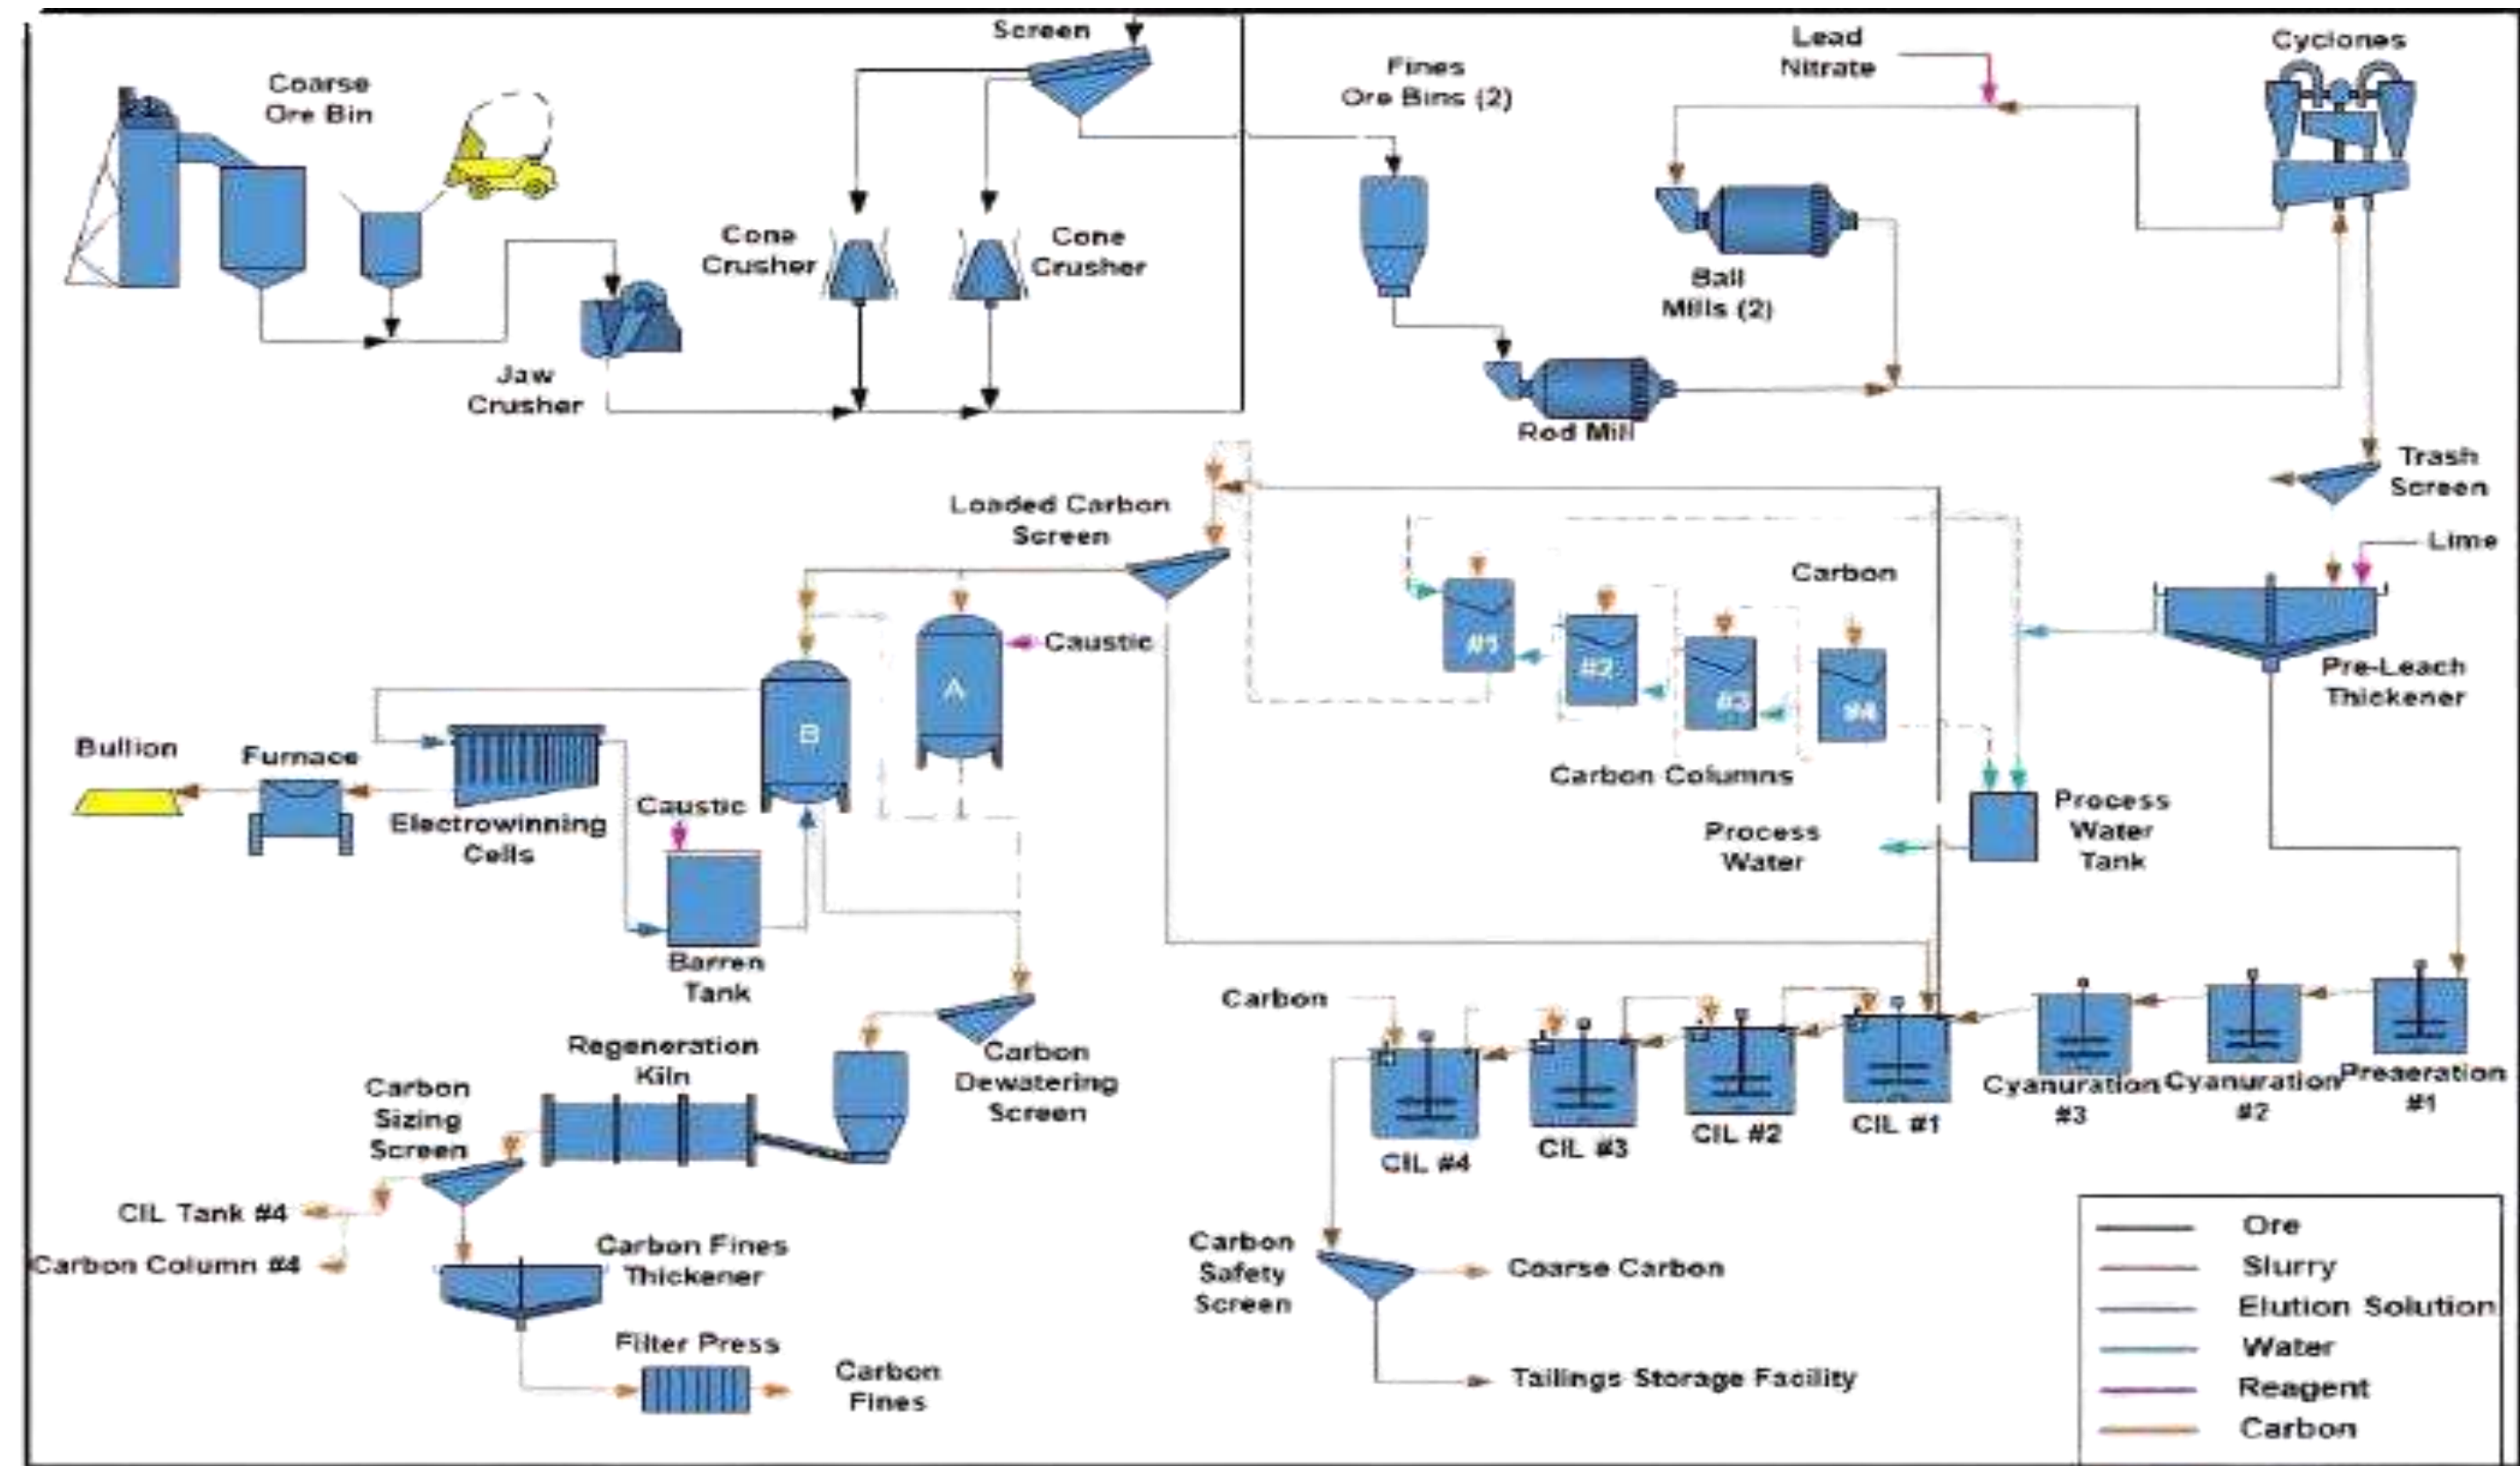 Screen
Coarse
Ore Bin
Fines
Ore Bins (2)
Lead
Nitrate
Cyclones
Cone
Crusher
Cone
Crusher
Ball
Mills (2)
Jaw
Crusher
Rod Mill
Trash
Screen
Loaded Carbon
Screen
Lime
Carbon
Caustic
#1
#2
#3
#4
A
B
Pre-Leach
Thickener
Bullion
Furnace
Carbon Columns
Caustic
Electrowinning
Cells
Process
Water
Process
Water
Tank
Barren
Tank
Carbon
Regeneration
Kiln
Carbon
Dewatering
Screen
Carbon
Sizing
Screen
Preaeration
#1
Cyanuration
#2
Cyanuration
#3
CIL #1
CIL #2
CIL #3
CIL #4
CIL Tank #4
Carbon Column #4
Carbon Fines
Thickener
Carbon
Safety
Screen
Coarse Carbon
Filter Press
Carbon
Fines
Tailings Storage Facility
Ore
Slurry
Elution Solution
Water
Reagent
Carbon